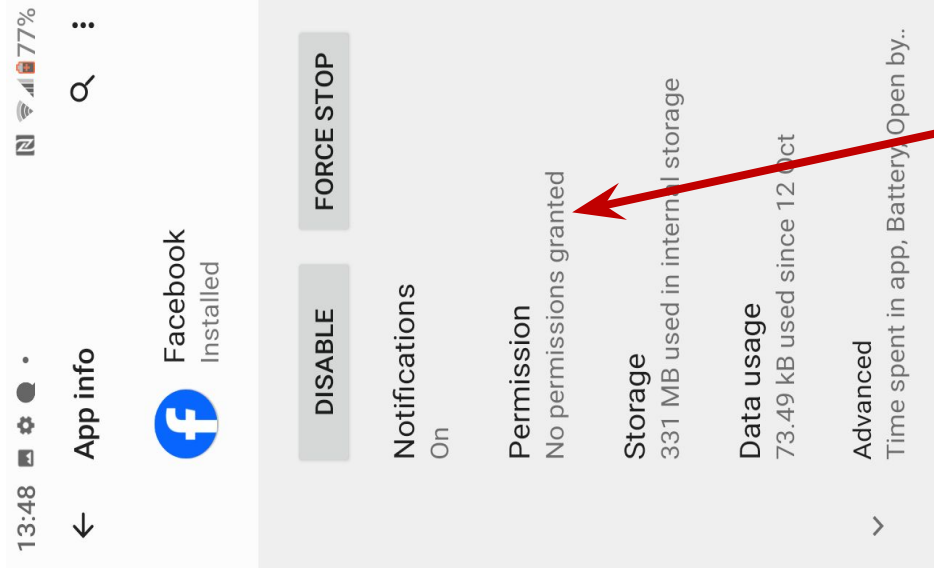 13:48 77%
App info
Facebook
Installed
DISABLE FORCE STOP
Notifications
On
Permission
No permissions granted
Storage
331 MB used in internal storage
Data usage
73.49 kB used since 12 Oct
Advanced
Time spent in app, Battery, Open by..